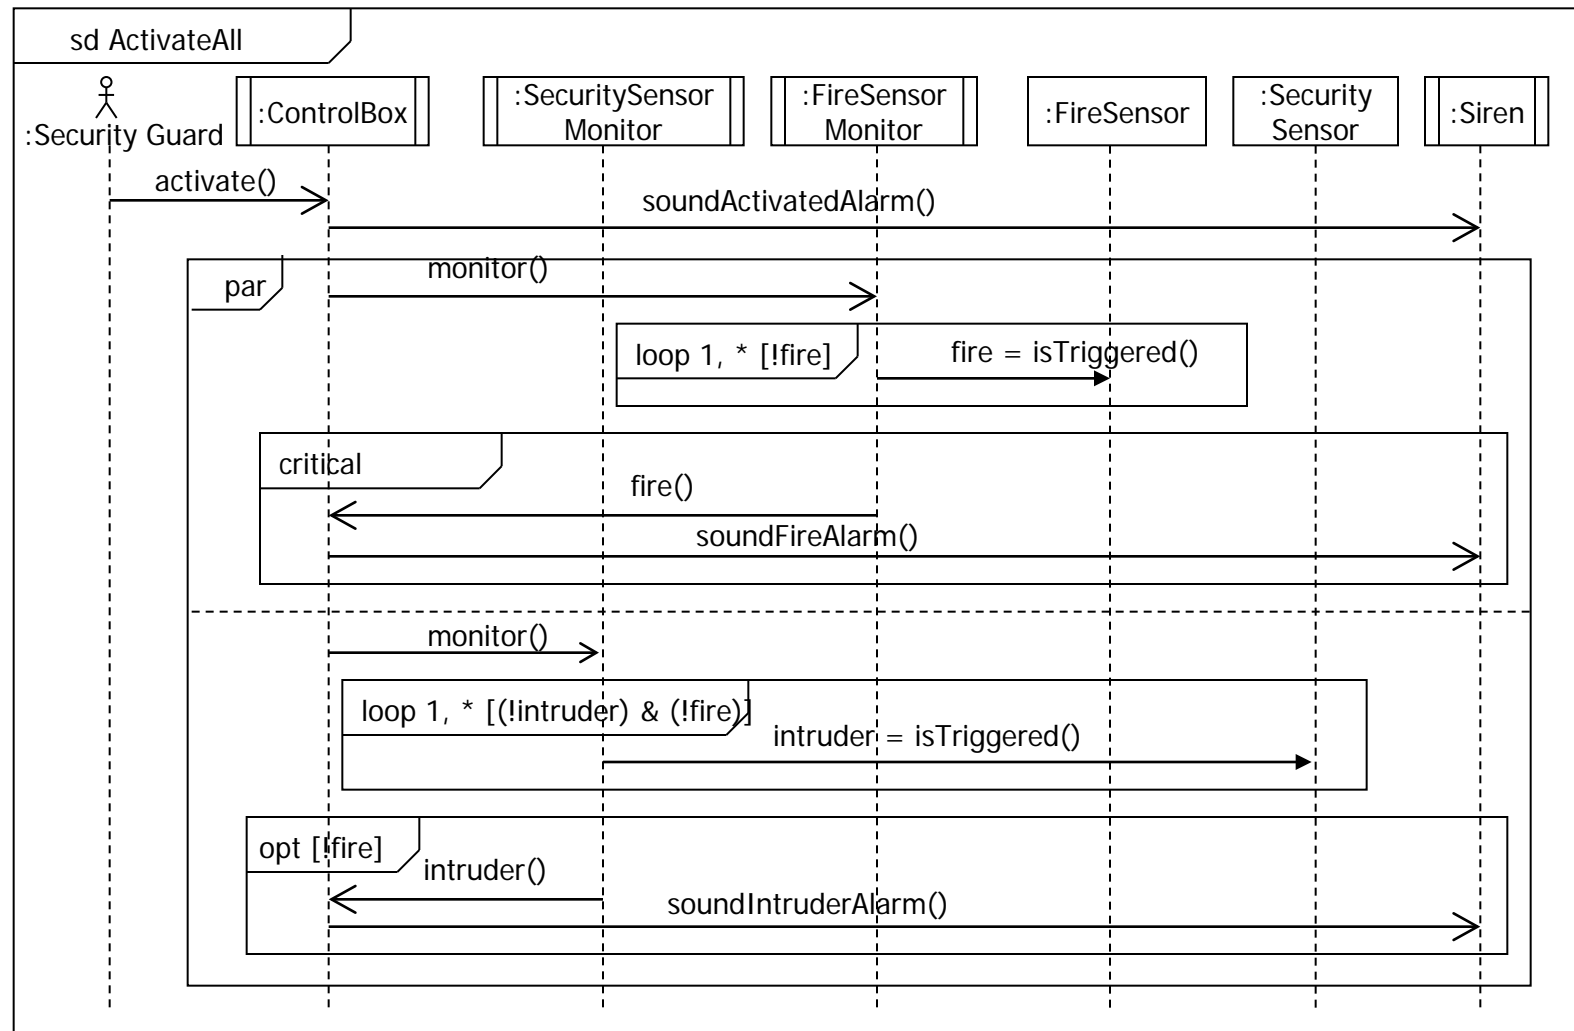 sd ActivateAll
:Security Guard
:ControlBox
:SecuritySensor
Monitor
:FireSensor
Monitor
:FireSensor
:Security
Sensor
:Siren
activate()
soundActivatedAlarm()
par
monitor()
loop 1, * [!fire]
fire = isTriggered()
critical
fire()
soundFireAlarm()
monitor()
loop 1, * [(!intruder) & (!fire)]
intruder = isTriggered()
opt [!fire]
intruder()
soundIntruderAlarm()